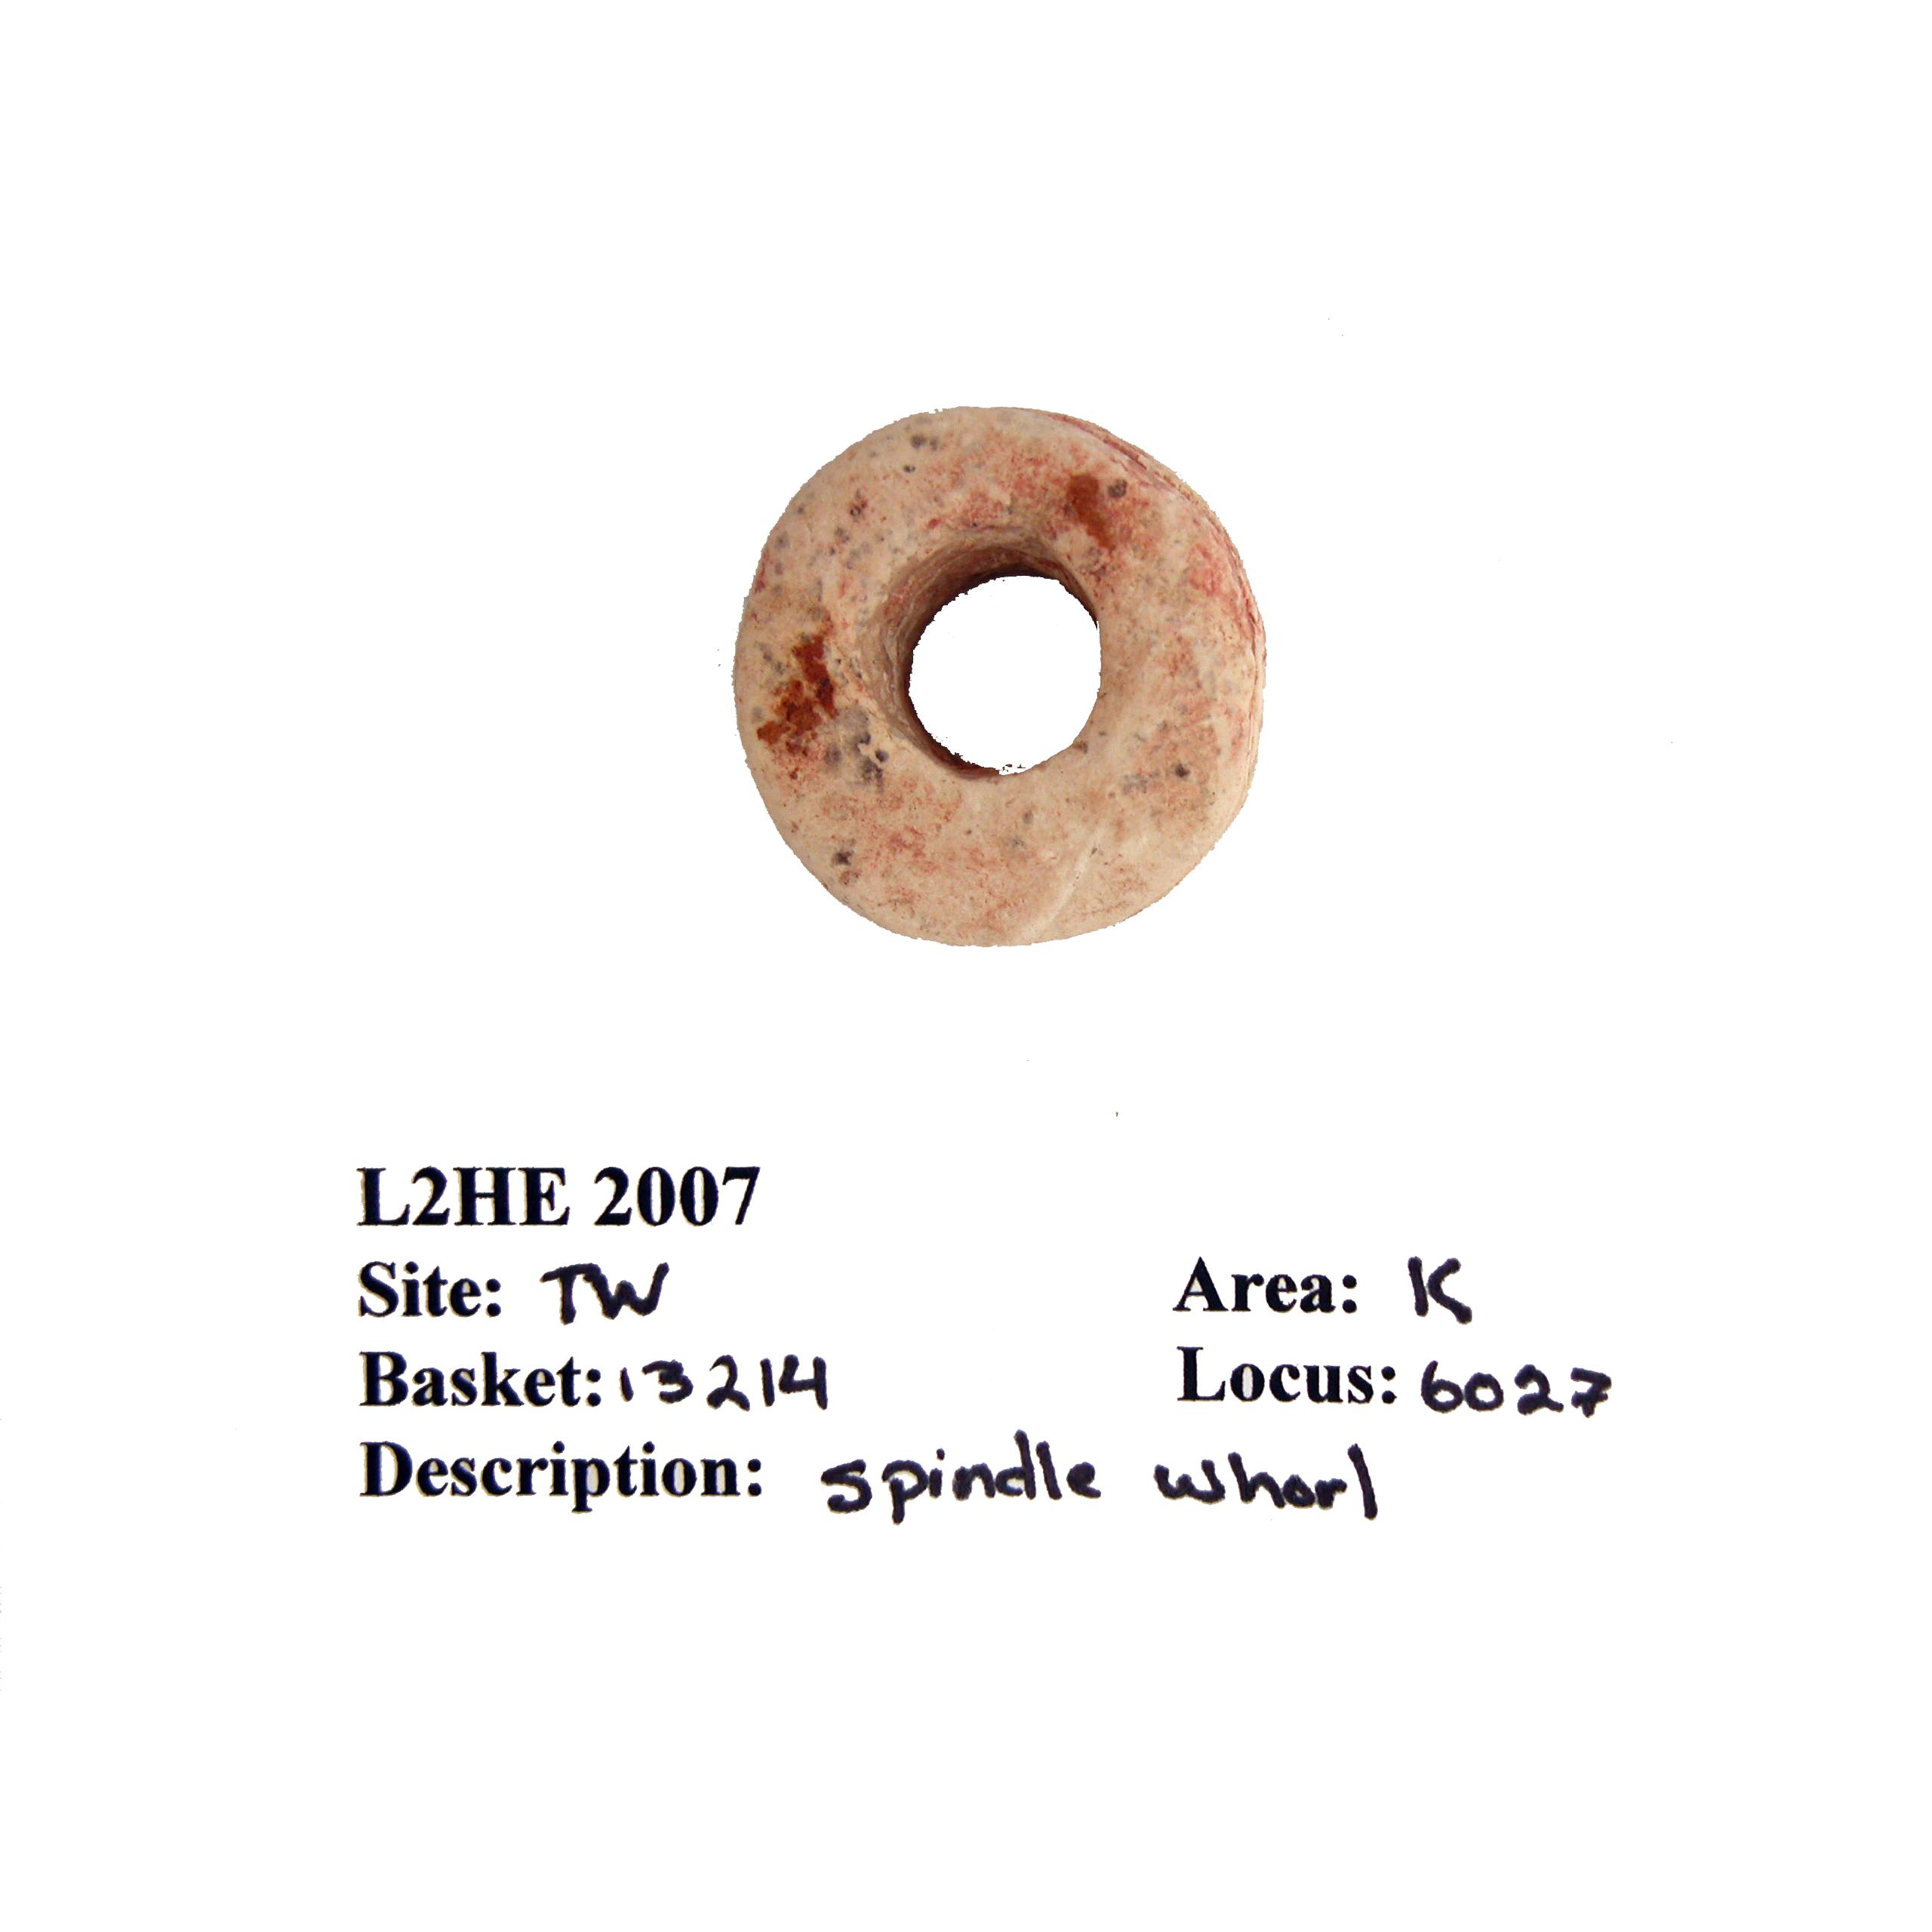 L2HE 2007
Site: TW Area: K
Basket: 13214 Locus: 6027
Description: spindle whorl